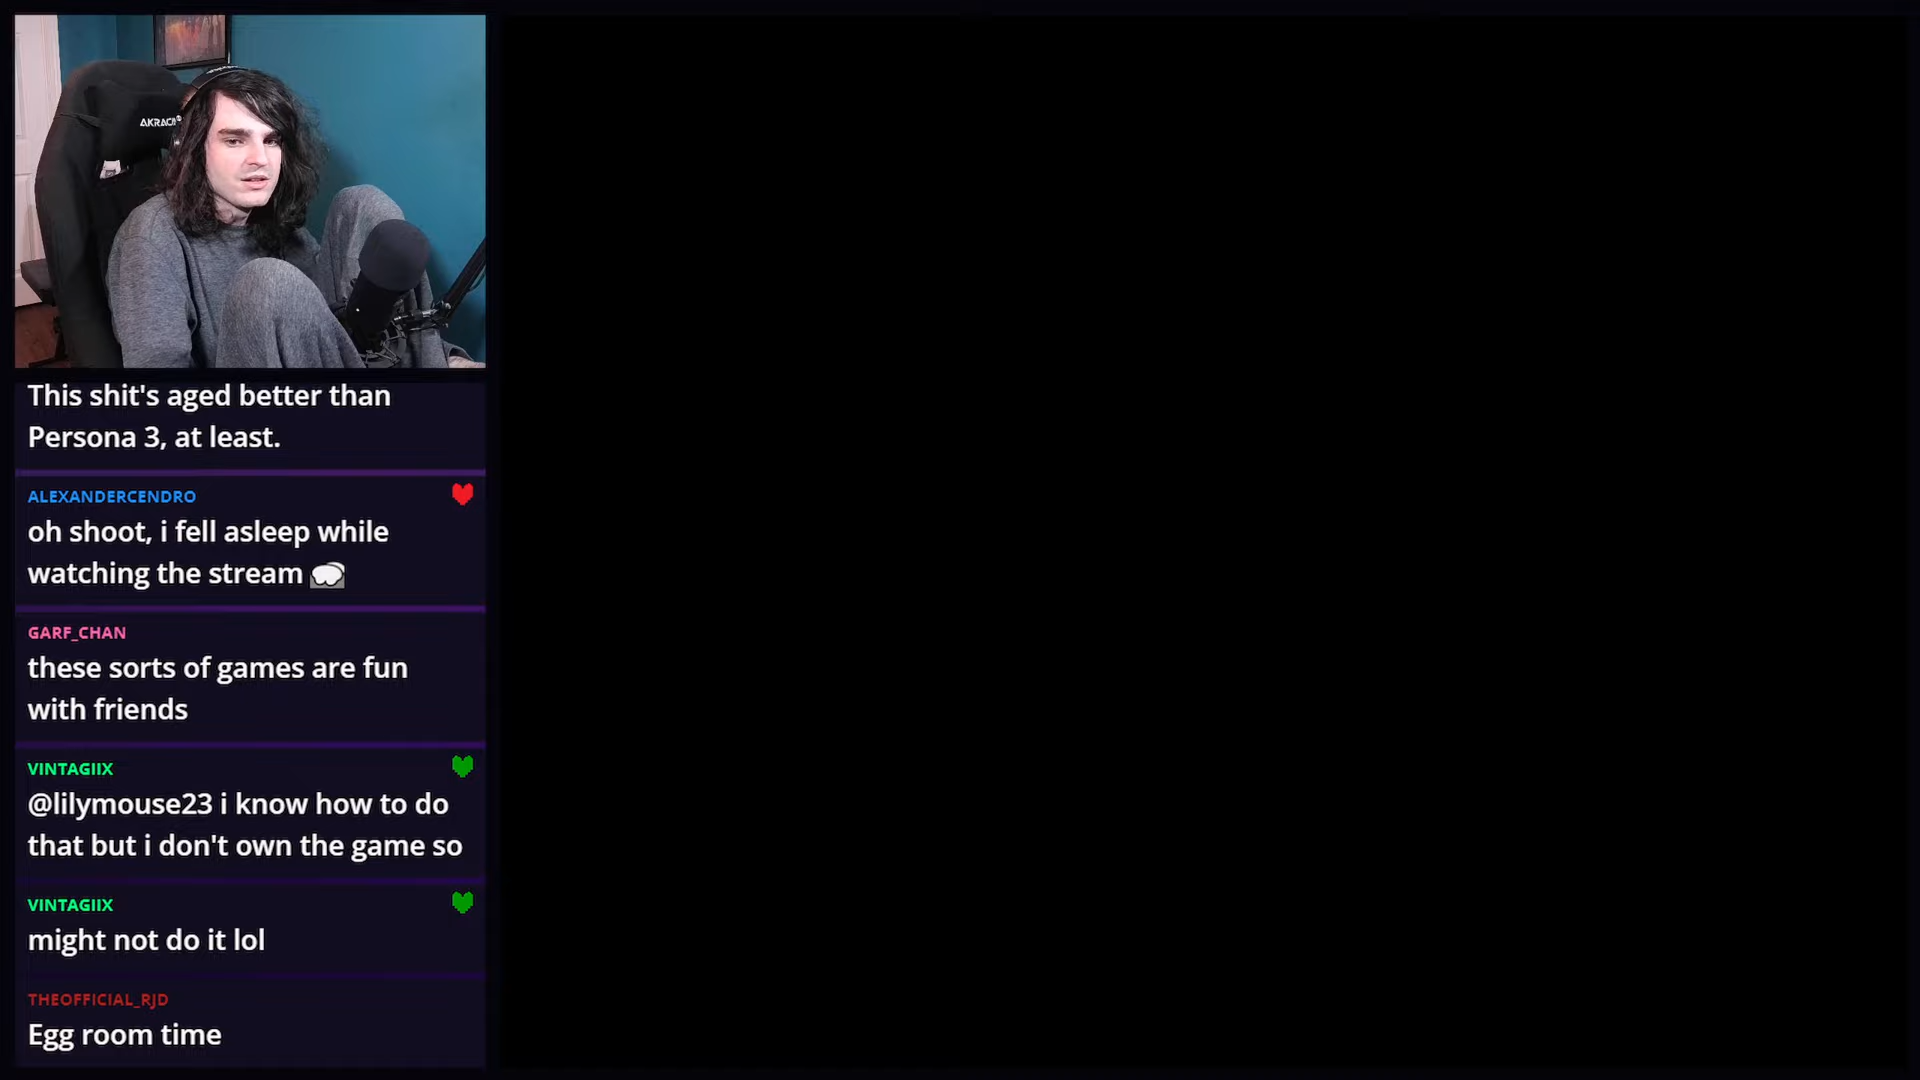 AKRACI
This shit's aged better than
Persona 3, at least.
ALEXANDERCENDRO
oh shoot, i fell asleep while
watching the stream
GARF_CHAN
these sorts of games are fun
with friends
VINTAGIIX
@lilymouse23 i know how to do
that but i don't own the game so
VINTAGIIX
might not do it lol
THEOFFICIAL_RJD
Egg room time